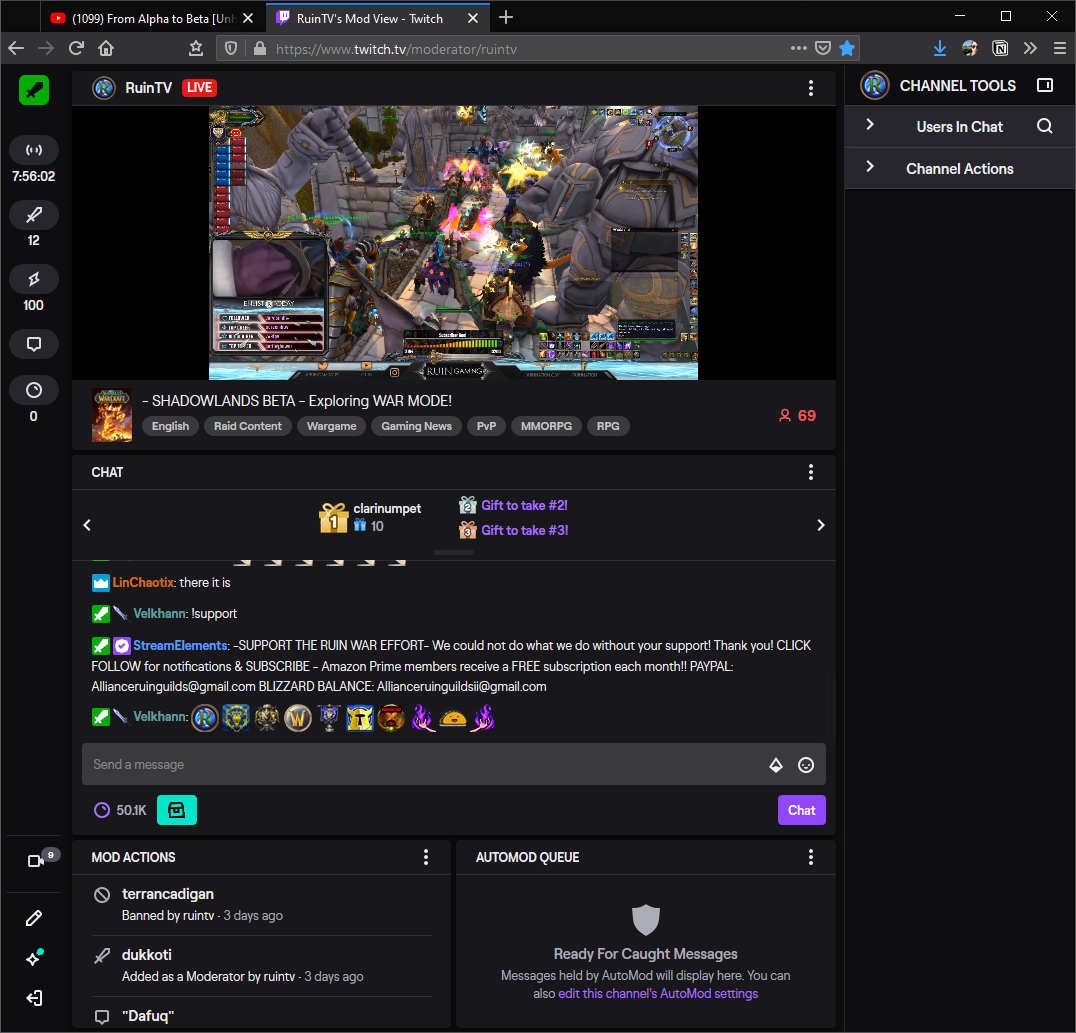 (1099) From Alpha to Beta [Unh
RuinTV's Mod View - Twitch
https://www.twitch.tv/moderator/ruintv
RuinTV LIVE
CHANNEL TOOLS
Users In Chat
Channel Actions
7:56:02
12
100
0
ENLIST TODAY
RUIN GAMING
- SHADOWLANDS BETA - Exploring WAR MODE!
English Raid Content Wargame Gaming News PvP MMORPG RPG
69
CHAT
1 clarinumpet
10
2 Gift to take #2!
3 Gift to take #3!
LinChaotix: there it is
Velkhann: !support
StreamElements: -SUPPORT THE RUIN WAR EFFORT- We could not do what we do without your support! Thank you! CLICK
FOLLOW for notifications & SUBSCRIBE - Amazon Prime members receive a FREE subscription each month!! PAYPAL:
Allianceruinguilds@gmail.com BLIZZARD BALANCE: Allianceruinguildsii@gmail.com
Velkhann:
Send a message
50.1K
Chat
9
MOD ACTIONS
terrancadigan
Banned by ruintv · 3 days ago
dukkoti
Added as a Moderator by ruintv · 3 days ago
"Dafuq"
AUTOMOD QUEUE
Ready For Caught Messages
Messages held by AutoMod will display here. You can
also edit this channel's AutoMod settings